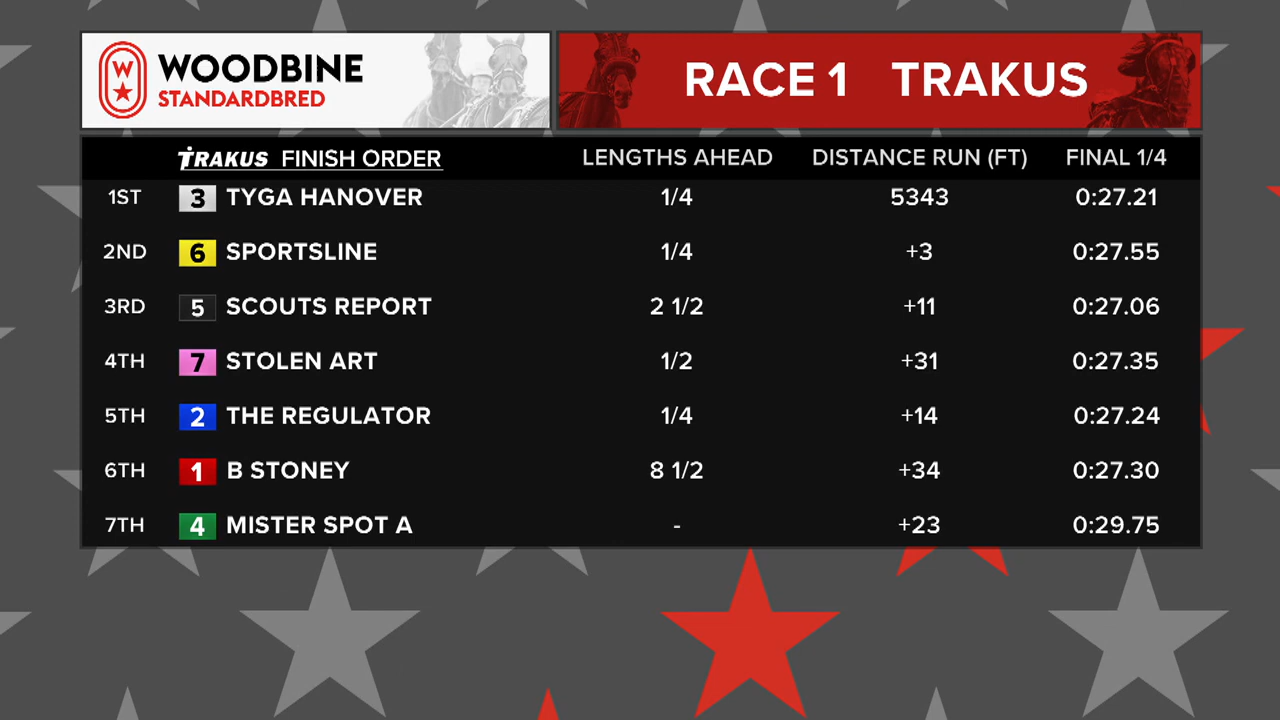 W
WOODBINE
STANDARDBRED
RACE 1 TRAKUS
TRAKUS FINISH ORDER LENGTHS AHEAD DISTANCE RUN (FT) FINAL 1/4
1ST 3 TYGA HANOVER 1/4 5343 0:27.21
2ND 6 SPORTSLINE 1/4 +3 0:27.55
3RD 5 SCOUTS REPORT 2 1/2 +11 0:27.06
4TH 7 STOLEN ART 1/2 +31 0:27.35
5TH 2 THE REGULATOR 1/4 +14 0:27.24
6TH 1 B STONEY 8 1/2 +34 0:27.30
7TH 4 MISTER SPOT A - +23 0:29.75